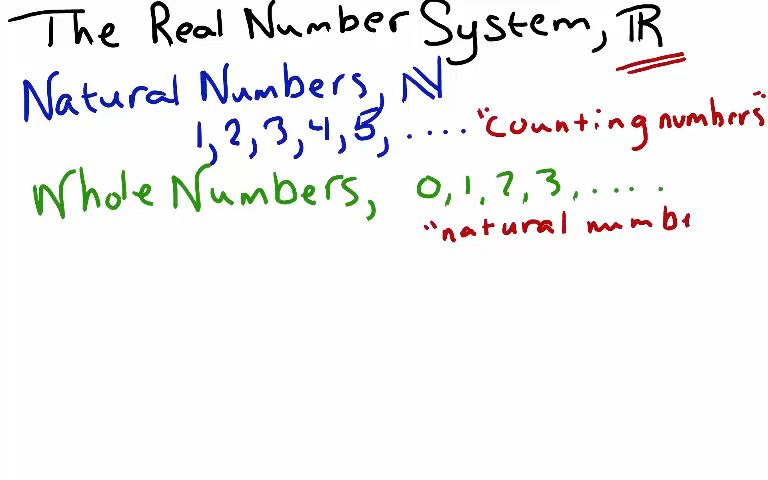 The Real Number System, ℝ
Natural Numbers, ℕ
1, 2, 3, 4, 5, .... "counting numbers"
Whole Numbers, 0, 1, 2, 3, ....
"natural numbe